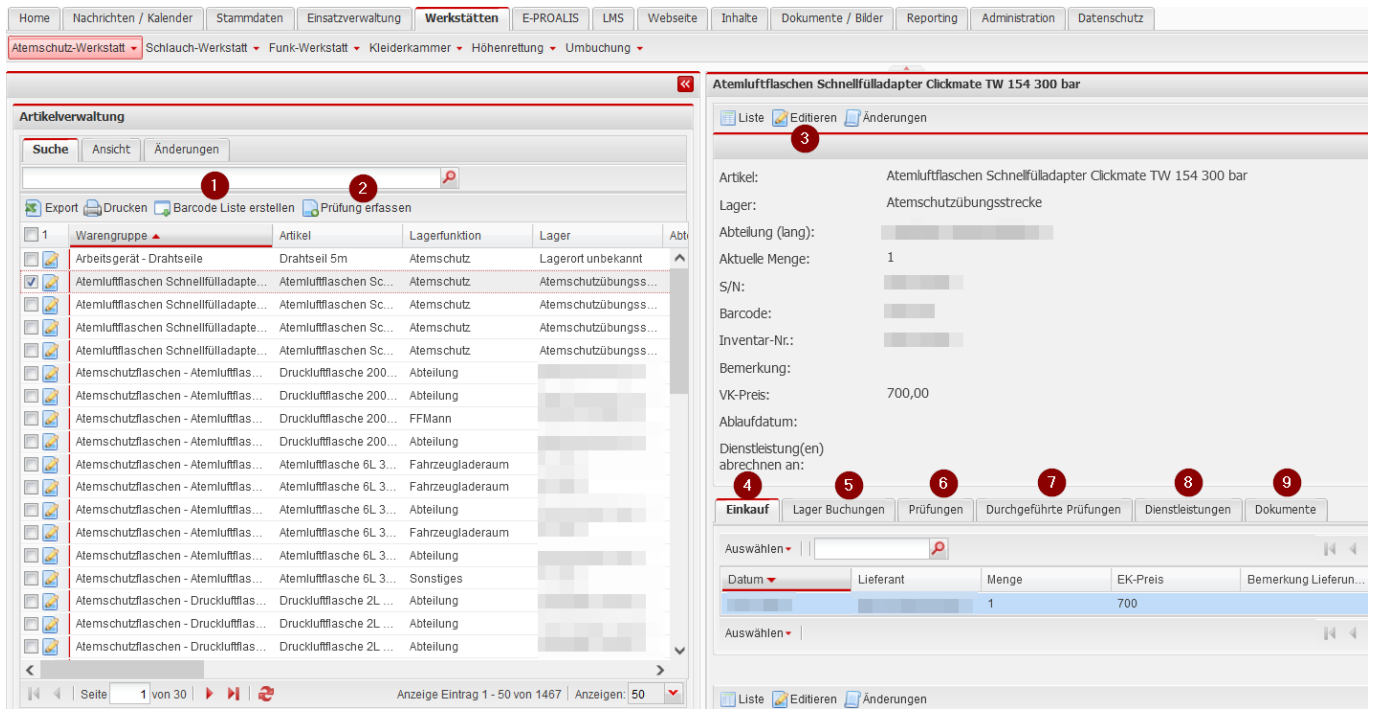 Home Nachrichten / Kalender Stammdaten Einsatzverwaltung Werkstätten E-PROALIS LMS Webseite Inhalte Dokumente / Bilder Reporting Administration Datenschutz
Atemschutz-Werkstatt Schlauch-Werkstatt Funk-Werkstatt Kleiderkammer Höhenrettung Umbuchung
Artikelverwaltung
Suche Ansicht Änderungen
1 2
Export Drucken Barcode Liste erstellen Prüfung erfassen
1 Warengruppe Artikel Lagerfunktion Lager Abt
Arbeitsgerät - Drahtseile Drahtseil 5m Atemschutz Lagerort unbekannt
Atemluftflaschen Schnellfülladapte... Atemluftflaschen Sc... Atemschutz Atemschutzübungss...
Atemluftflaschen Schnellfülladapte... Atemluftflaschen Sc... Atemschutz Atemschutzübungss...
Atemluftflaschen Schnellfülladapte... Atemluftflaschen Sc... Atemschutz Atemschutzübungss...
Atemluftflaschen Schnellfülladapte... Atemluftflaschen Sc... Atemschutz Atemschutzübungss...
Atemschutzflaschen - Atemluftflas... Druckluftflasche 200... Abteilung
Atemschutzflaschen - Atemluftflas... Druckluftflasche 200... Abteilung
Atemschutzflaschen - Atemluftflas... Druckluftflasche 200... FFMann
Atemschutzflaschen - Atemluftflas... Druckluftflasche 200... Abteilung
Atemschutzflaschen - Atemluftflas... Atemluftflasche 6L 3... Fahrzeugladeraum
Atemschutzflaschen - Atemluftflas... Atemluftflasche 6L 3... Fahrzeugladeraum
Atemschutzflaschen - Atemluftflas... Atemluftflasche 6L 3... Abteilung
Atemschutzflaschen - Atemluftflas... Atemluftflasche 6L 3... Fahrzeugladeraum
Atemschutzflaschen - Atemluftflas... Atemluftflasche 6L 3... Abteilung
Atemschutzflaschen - Atemluftflas... Atemluftflasche 6L 3... Sonstiges
Atemschutzflaschen - Druckluftflas... Druckluftflasche 2L ... Abteilung
Atemschutzflaschen - Druckluftflas... Druckluftflasche 2L ... Abteilung
Atemschutzflaschen - Druckluftflas... Druckluftflasche 2L ... Abteilung
Seite 1 von 30 Anzeige Eintrag 1 - 50 von 1467 Anzeigen: 50
Atemluftflaschen Schnellfülladapter Clickmate TW 154 300 bar
Liste Editieren Änderungen
3
Artikel: Atemluftflaschen Schnellfülladapter Clickmate TW 154 300 bar
Lager: Atemschutzübungsstrecke
Abteilung (lang):
Aktuelle Menge: 1
S/N:
Barcode:
Inventar-Nr.:
Bemerkung:
VK-Preis: 700,00
Ablaufdatum:
Dienstleistung(en)
abrechnen an:
4 5 6 7 8 9
Einkauf Lager Buchungen Prüfungen Durchgeführte Prüfungen Dienstleistungen Dokumente
Auswählen
Datum Lieferant Menge EK-Preis Bemerkung Lieferun...
1 700
Auswählen
Liste Editieren Änderungen